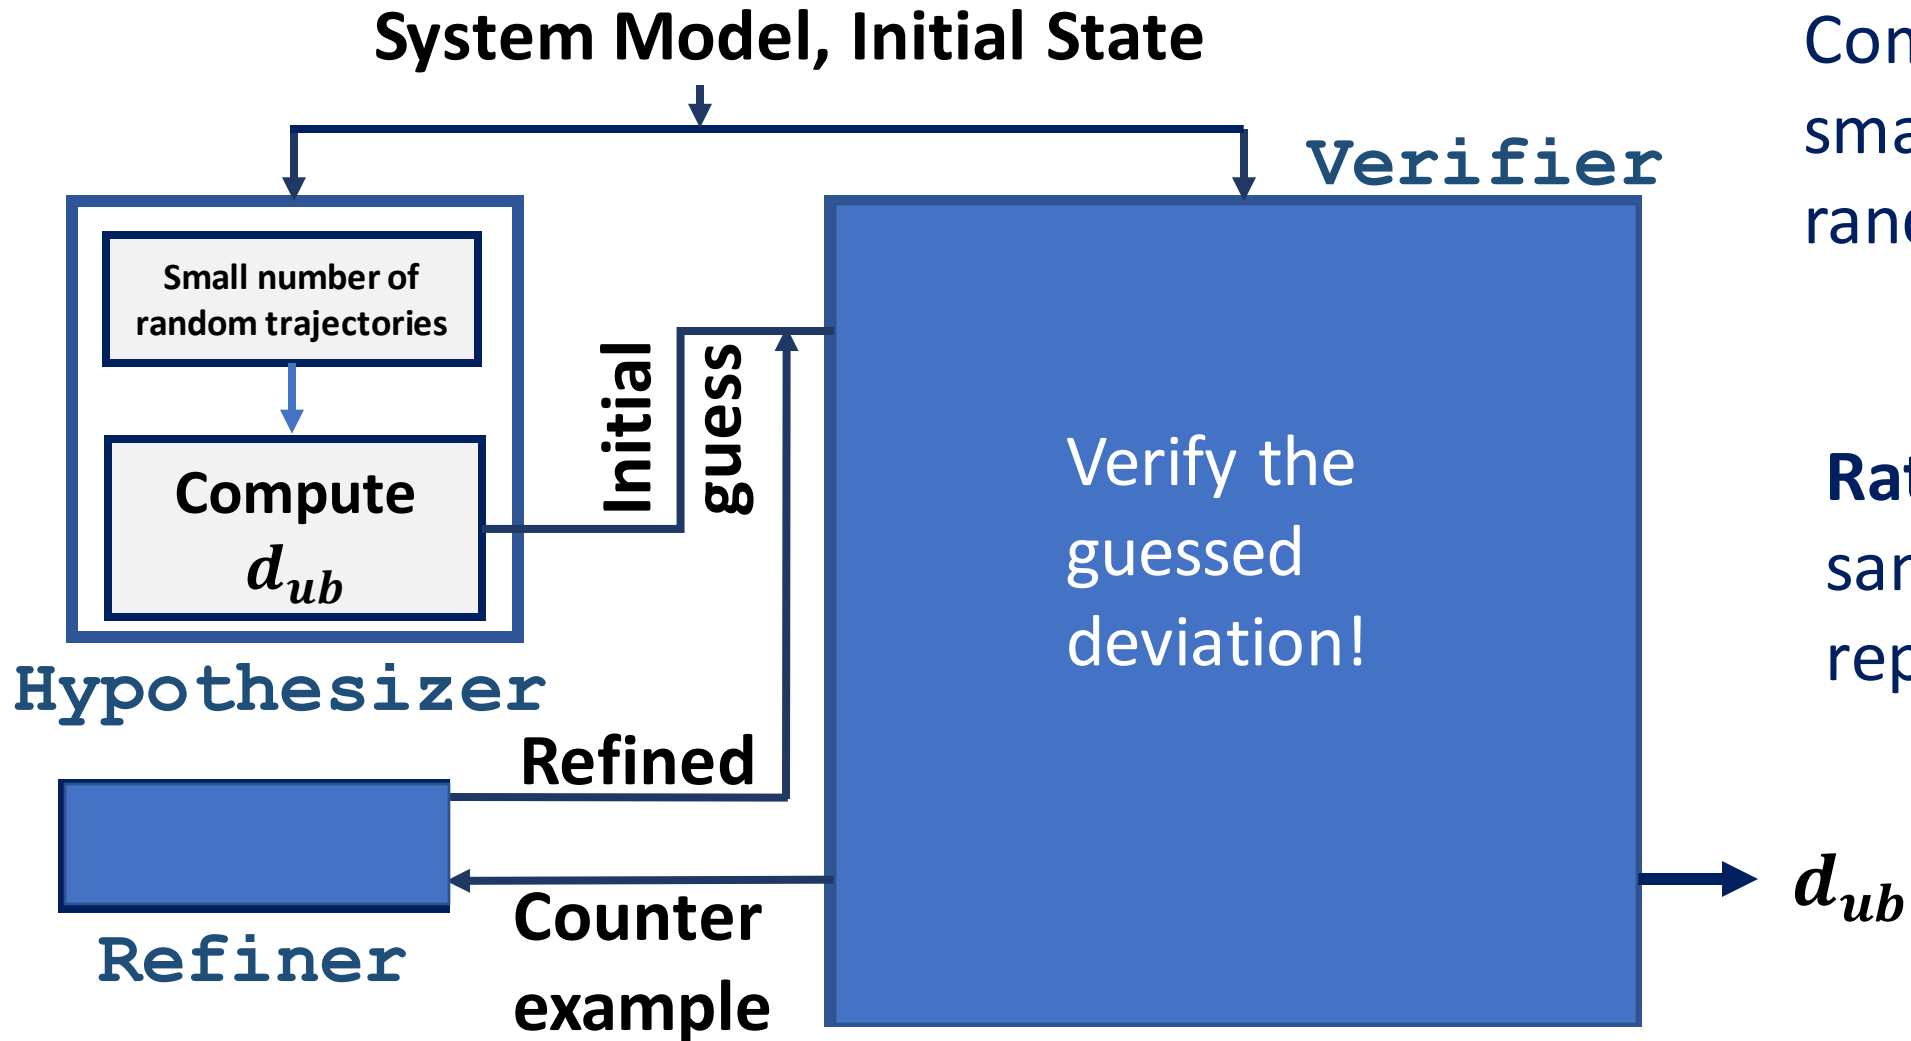 System Model, Initial State
Verifier
Small number of
random trajectories
Compute
d_ub
Initial
guess
Hypothesizer
Verify the
guessed
deviation!
Refined
Refiner
Counter
example
d_ub